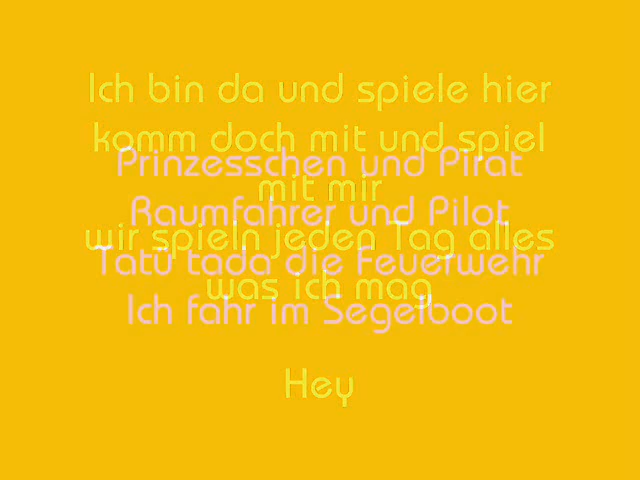 Ich bin da und spiele hier
komm doch mit und spiel
Prinzesschen und Pirat
mit mir
Raumfahrer und Pilot
wir spieln jeden Tag alles
Tatü tada die Feuerwehr
was ich mag
Ich fahr im Segelboot
Hey